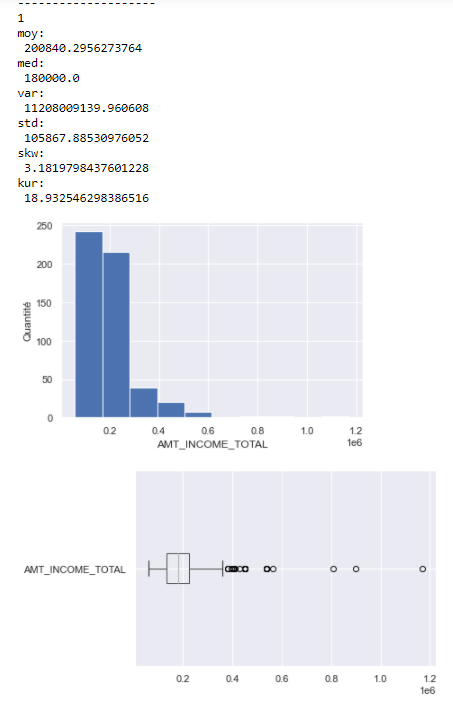 --------------------
1
moy:
200840.2956273764
med:
180000.0
var:
11208009139.960608
std:
105867.88530976052
skw:
3.1819798437601228
kur:
18.932546298386516
250
200
150
100
50
0
Quantité
0.2 0.4 0.6 0.8 1.0 1.2
1e6
AMT_INCOME_TOTAL
AMT_INCOME_TOTAL
0.2 0.4 0.6 0.8 1.0 1.2
1e6